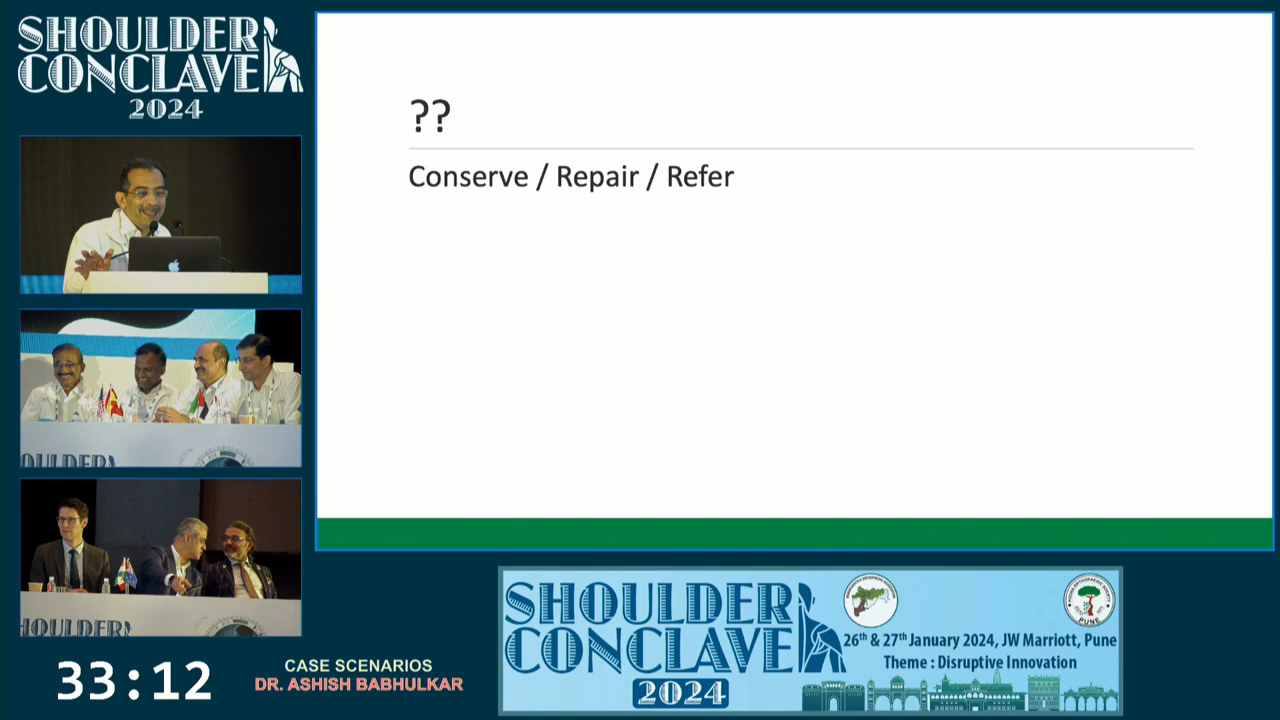 SHOULDER
CONCLAVE
2024
??
Conserve / Repair / Refer
33:12
CASE SCENARIOS
DR. ASHISH BABHULKAR
SHOULDER
CONCLAVE
2024
26th & 27th January 2024, JW Marriott, Pune
Theme : Disruptive Innovation
PUNE